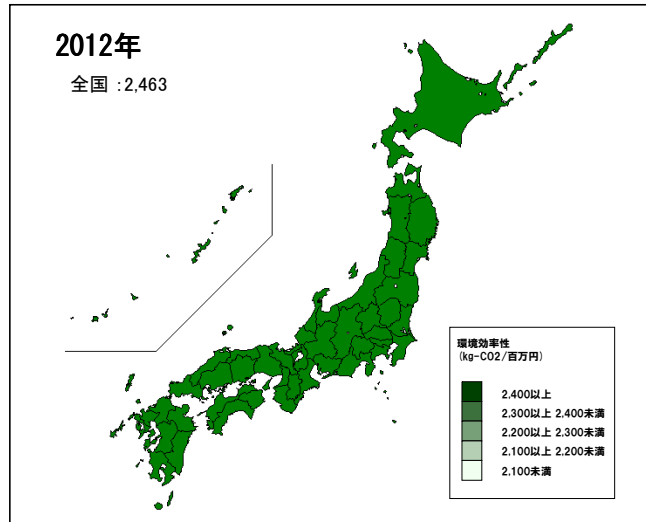 2012年
全国 :2,463
環境効率性
(kg-CO2/百万円)
2,400以上
2,300以上 2,400未満
2,200以上 2,300未満
2,100以上 2,200未満
2,100未満